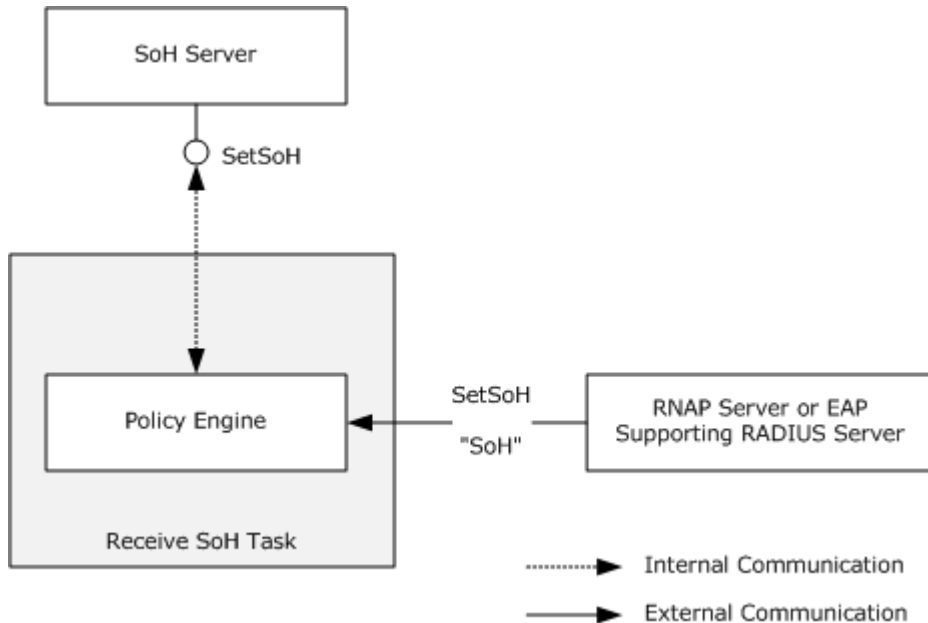 SoH Server
SetSoH
Policy Engine
SetSoH
"SoH"
RNAP Server or EAP
Supporting RADIUS Server
Receive SoH Task
Internal Communication
External Communication